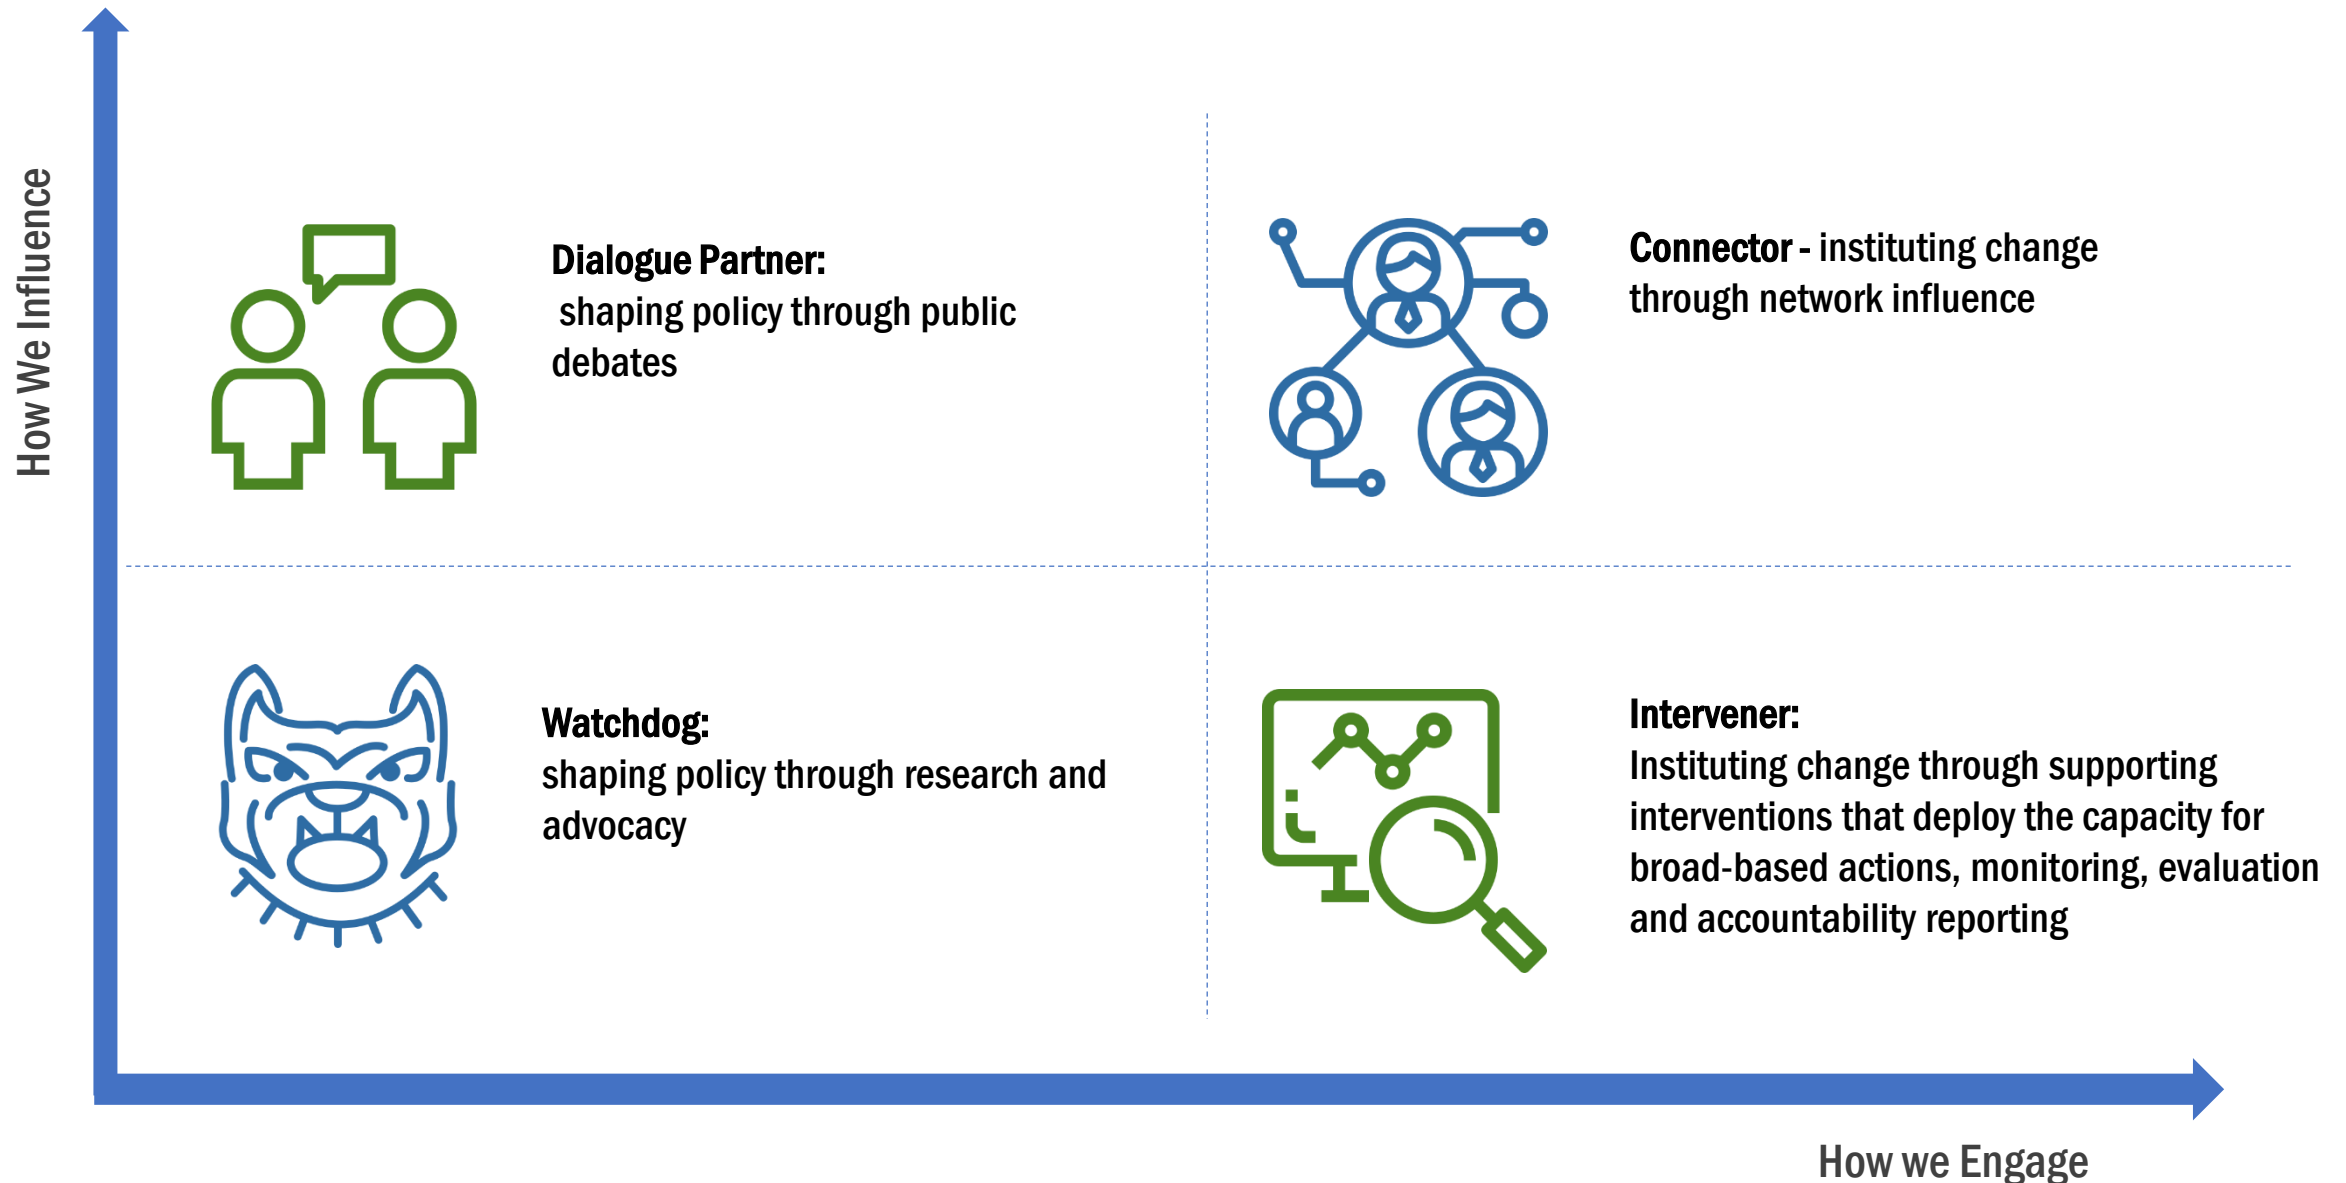 How We Influence
Dialogue Partner:
shaping policy through public
debates
Connector - instituting change
through network influence
Watchdog:
shaping policy through research and
advocacy
Intervener:
Instituting change through supporting
interventions that deploy the capacity for
broad-based actions, monitoring, evaluation
and accountability reporting
How we Engage